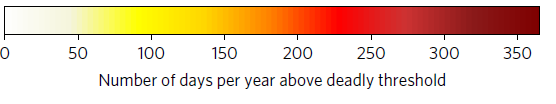 0 50 100 150 200 250 300 350
Number of days per year above deadly threshold